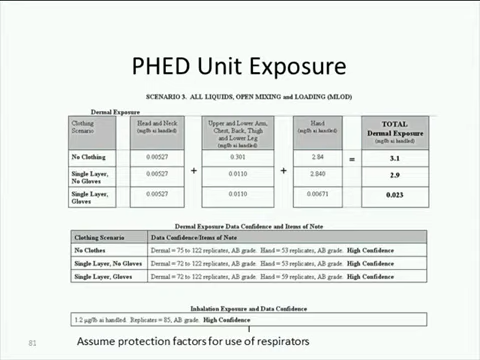 PHED Unit Exposure
SCENARIO 3. ALL LIQUIDS, OPEN MIXING and LOADING (MLOD)
Dermal Exposure
Clothing Scenario | Head and Neck (mg/lb ai handled) | Upper and Lower Arm, Chest, Back, Thigh and Lower Leg (mg/lb ai handled) | Hand (mg/lb ai handled) | TOTAL Dermal Exposure (mg/lb ai handled)
No Clothing | 0.00527 + 0.301 + 2.84 = 3.1
Single Layer, No Gloves | 0.00527 | 0.0110 | 2.840 | 2.9
Single Layer, Gloves | 0.00527 | 0.0110 | 0.00671 | 0.023
Dermal Exposure Data Confidence and Items of Note
Clothing Scenario | Data Confidence/Items of Note
No Clothes | Dermal = 75 to 122 replicates, AB grade. Hand = 53 replicates, AB grade. High Confidence
Single Layer, No Gloves | Dermal = 72 to 122 replicates, AB grade. Hand = 53 replicates, AB grade. High Confidence
Single Layer, Gloves | Dermal = 72 to 122 replicates, AB grade. Hand = 59 replicates, AB grade. High Confidence
Inhalation Exposure and Data Confidence
1.2 µg/lb ai handled. Replicates = 85, AB grade. High Confidence
81
Assume protection factors for use of respirators